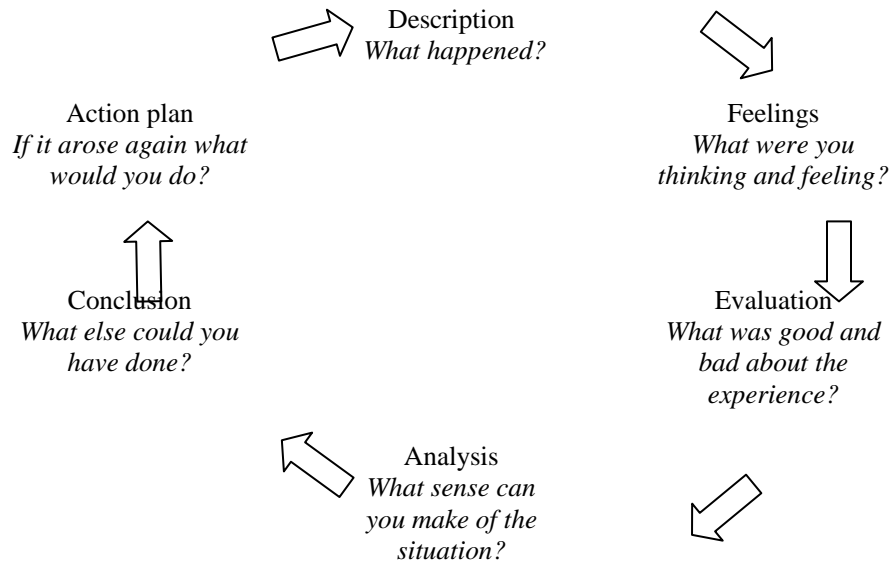 Description
What happened?
Feelings
What were you
thinking and feeling?
Evaluation
What was good and
bad about the
experience?
Analysis
What sense can
you make of the
situation?
Conclusion
What else could you
have done?
Action plan
If it arose again what
would you do?